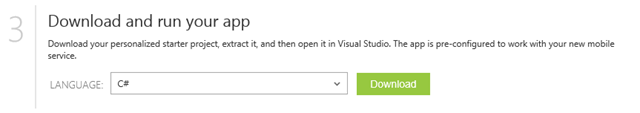 3
Download and run your app
Download your personalized starter project, extract it, and then open it in Visual Studio. The app is pre-configured to work with your new mobile
service.
LANGUAGE: C# Download